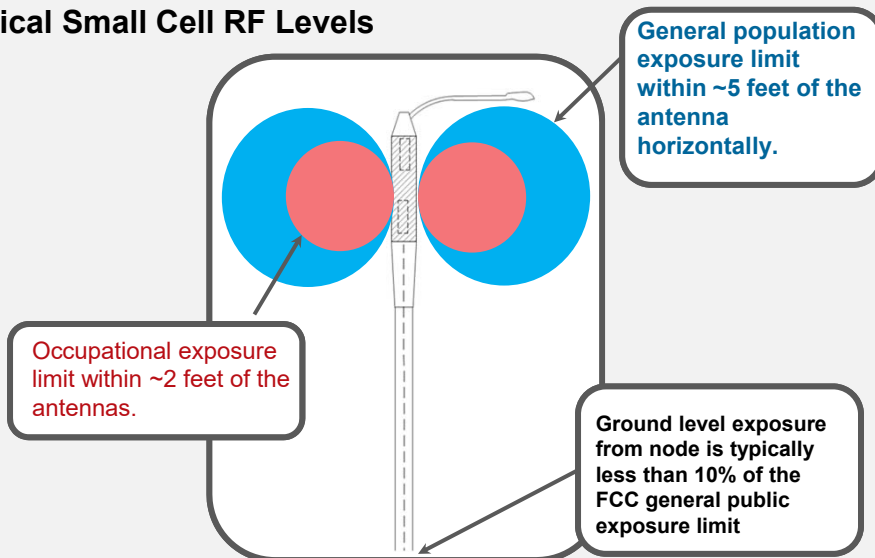 ical Small Cell RF Levels
General population
exposure limit
within ~5 feet of the
antenna
horizontally.
Occupational exposure
limit within ~2 feet of the
antennas.
Ground level exposure
from node is typically
less than 10% of the
FCC general public
exposure limit